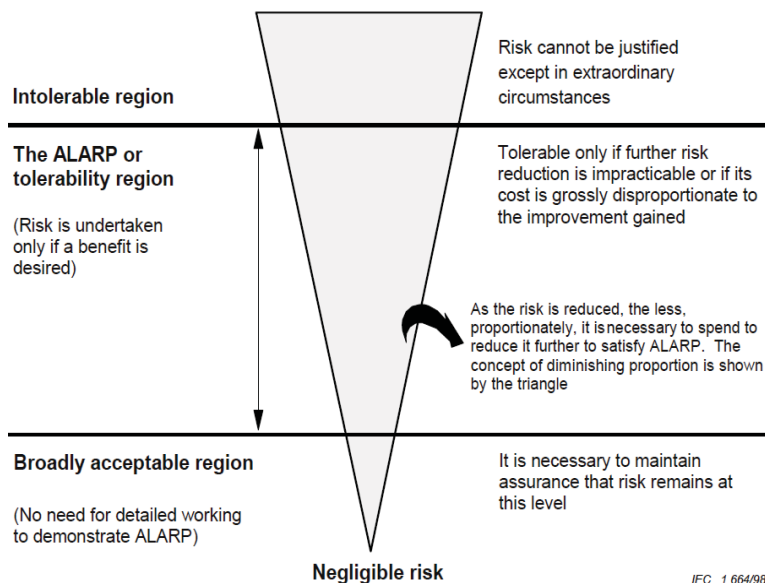 Risk cannot be justified
except in extraordinary
circumstances
Intolerable region
The ALARP or
tolerability region
(Risk is undertaken
only if a benefit is
desired)
Tolerable only if further risk
reduction is impracticable or if its
cost is grossly disproportionate to
the improvement gained
As the risk is reduced, the less,
proportionately, it is necessary to spend to
reduce it further to satisfy ALARP. The
concept of diminishing proportion is shown
by the triangle
Broadly acceptable region
(No need for detailed working
to demonstrate ALARP)
It is necessary to maintain
assurance that risk remains at
this level
Negligible risk
IEC 1 664/98